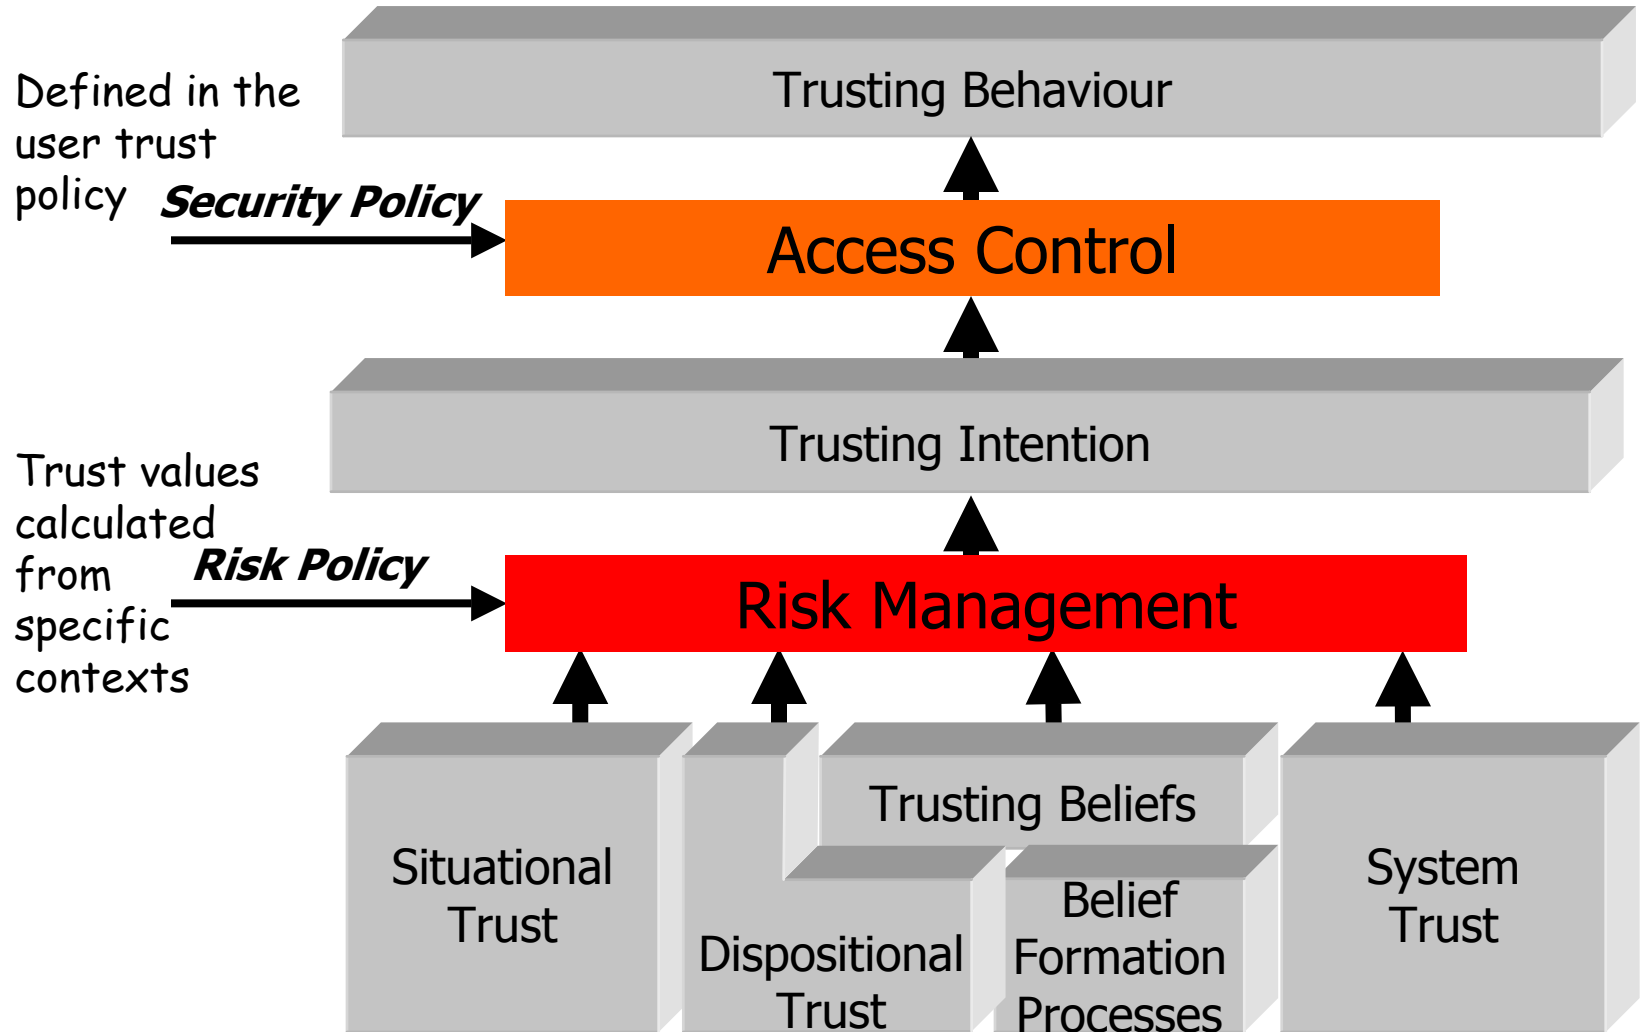 Trusting Behaviour
Defined in the
user trust
policy
Security Policy
Access Control
Trusting Intention
Trust values
calculated
from
specific
contexts
Risk Policy
Risk Management
Situational
Trust
Dispositional
Trust
Trusting Beliefs
Belief
Formation
Processes
System
Trust